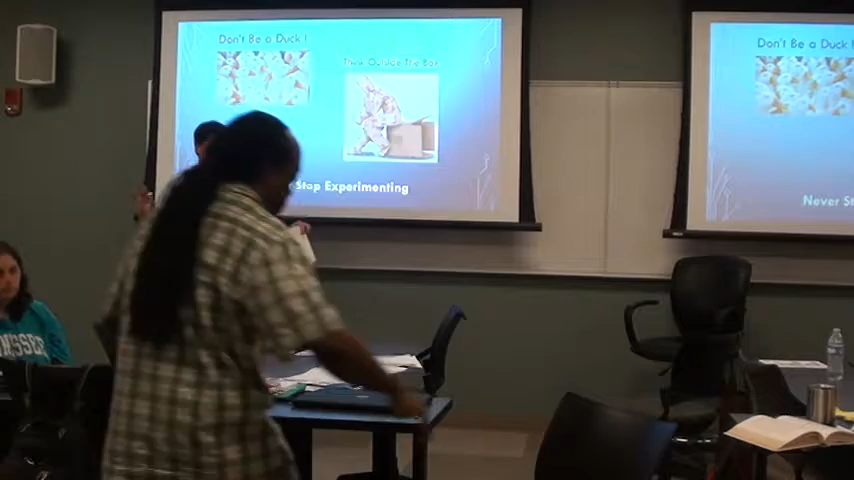 Don't Be a Duck !
Think Outside The Box
Stop Experimenting
Don't Be a Duck
Never St